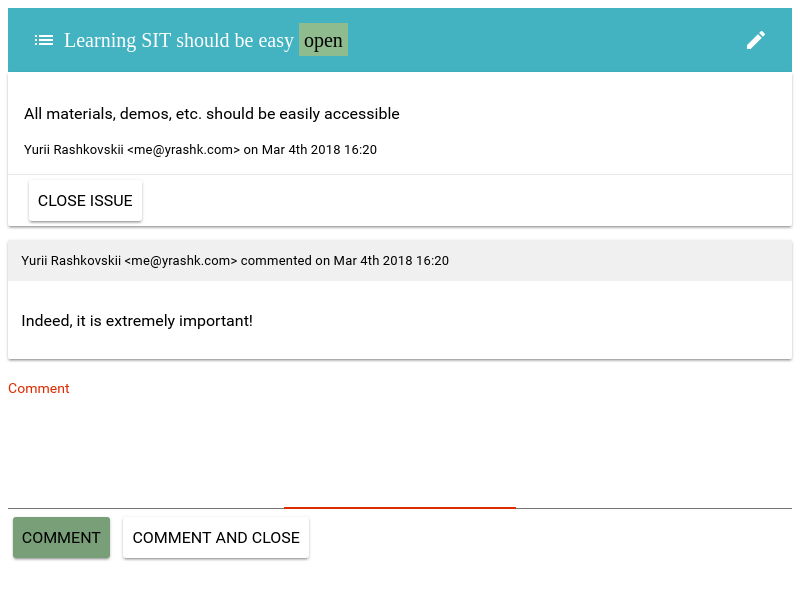 Learning SIT should be easy open
All materials, demos, etc. should be easily accessible
Yurii Rashkovskii <me@yrashk.com> on Mar 4th 2018 16:20
CLOSE ISSUE
Yurii Rashkovskii <me@yrashk.com> commented on Mar 4th 2018 16:20
Indeed, it is extremely important!
Comment
COMMENT COMMENT AND CLOSE